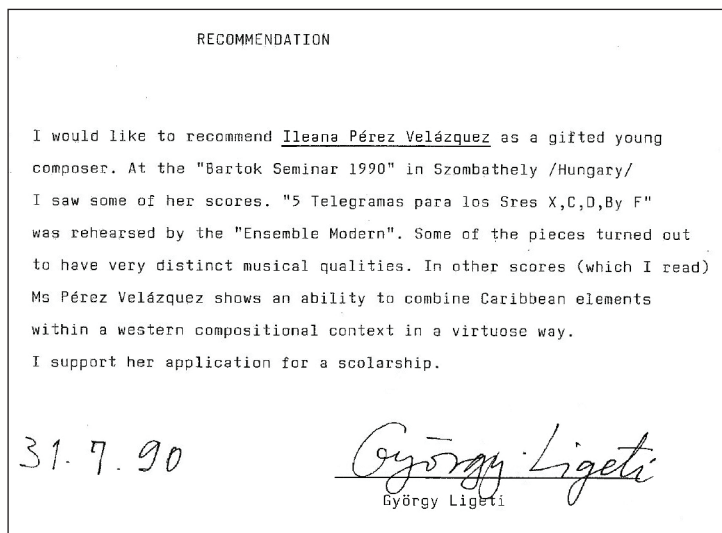 RECOMMENDATION
I would like to recommend Ileana Pérez Velázquez as a gifted young
composer. At the "Bartok Seminar 1990" in Szombathely /Hungary/
I saw some of her scores. "5 Telegramas para los Sres X,C,D,By F"
was rehearsed by the "Ensemble Modern". Some of the pieces turned out
to have very distinct musical qualities. In other scores (which I read)
Ms Pérez Velázquez shows an ability to combine Caribbean elements
within a western compositional context in a virtuose way.
I support her application for a scolarship.
31.7.90
György Ligeti
György Ligeti